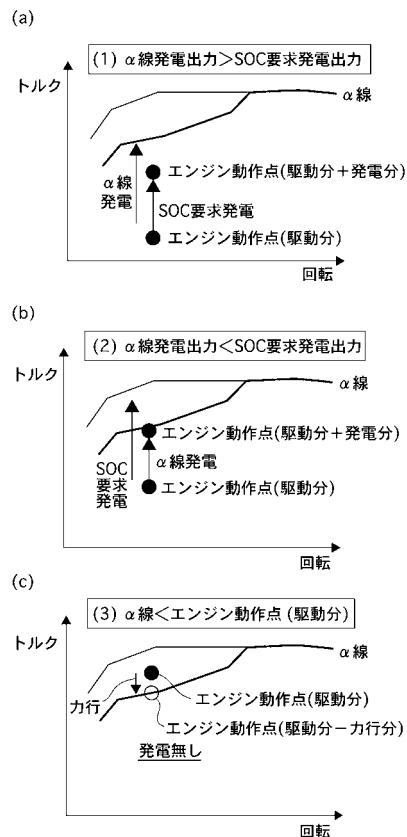 (a)
(1) α線発電出力＞SOC要求発電出力
トルク
α線
エンジン動作点(駆動分＋発電分)
α線
発電
SOC要求発電
エンジン動作点(駆動分)
回転
(b)
(2) α線発電出力＜SOC要求発電出力
トルク
α線
エンジン動作点(駆動分＋発電分)
SOC
要求
発電
α線発電
エンジン動作点(駆動分)
回転
(c)
(3) α線＜エンジン動作点(駆動分)
トルク
α線
力行
エンジン動作点(駆動分)
エンジン動作点(駆動分－力行分)
発電無し
回転